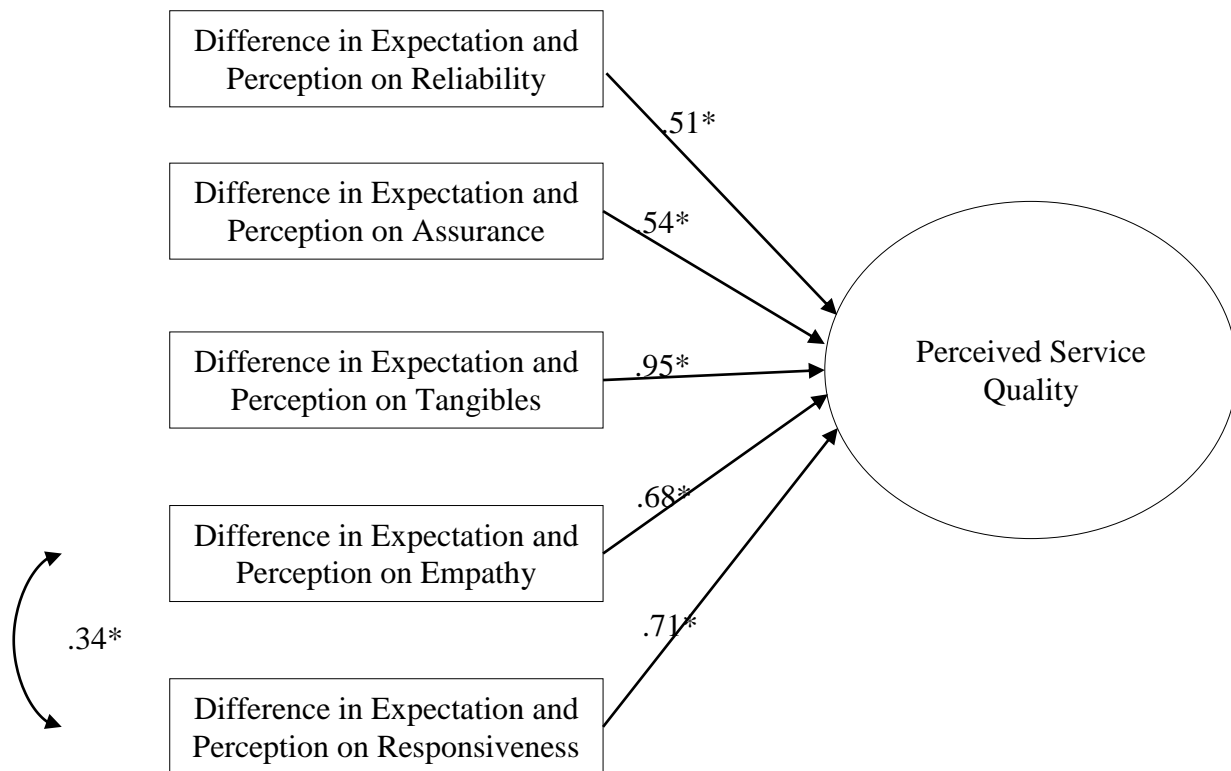 Difference in Expectation and
Perception on Reliability
.51*
Difference in Expectation and
Perception on Assurance
.54*
Difference in Expectation and
Perception on Tangibles
.95*
Perceived Service
Quality
Difference in Expectation and
Perception on Empathy
.68*
.34*
.71*
Difference in Expectation and
Perception on Responsiveness